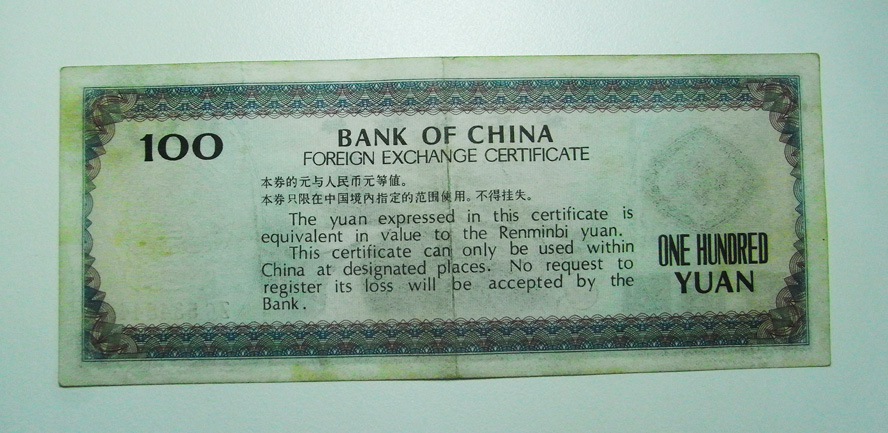 100
BANK OF CHINA
FOREIGN EXCHANGE CERTIFICATE
本券的元与人民币元等值。
本券只限在中国境内指定的范围使用。不得挂失。
The yuan expressed in this certificate is
equivalent in value to the Renminbi yuan.
This certificate can only be used within
China at designated places. No request to
register its loss will be accepted by the
Bank.
ONE HUNDRED
YUAN